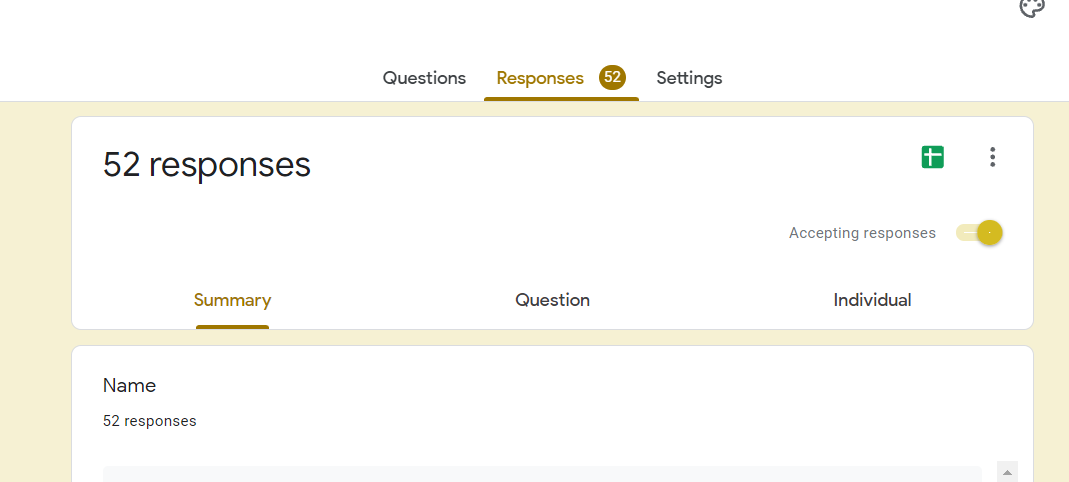 Questions Responses 52 Settings
52 responses
Accepting responses
Summary Question Individual
Name
52 responses